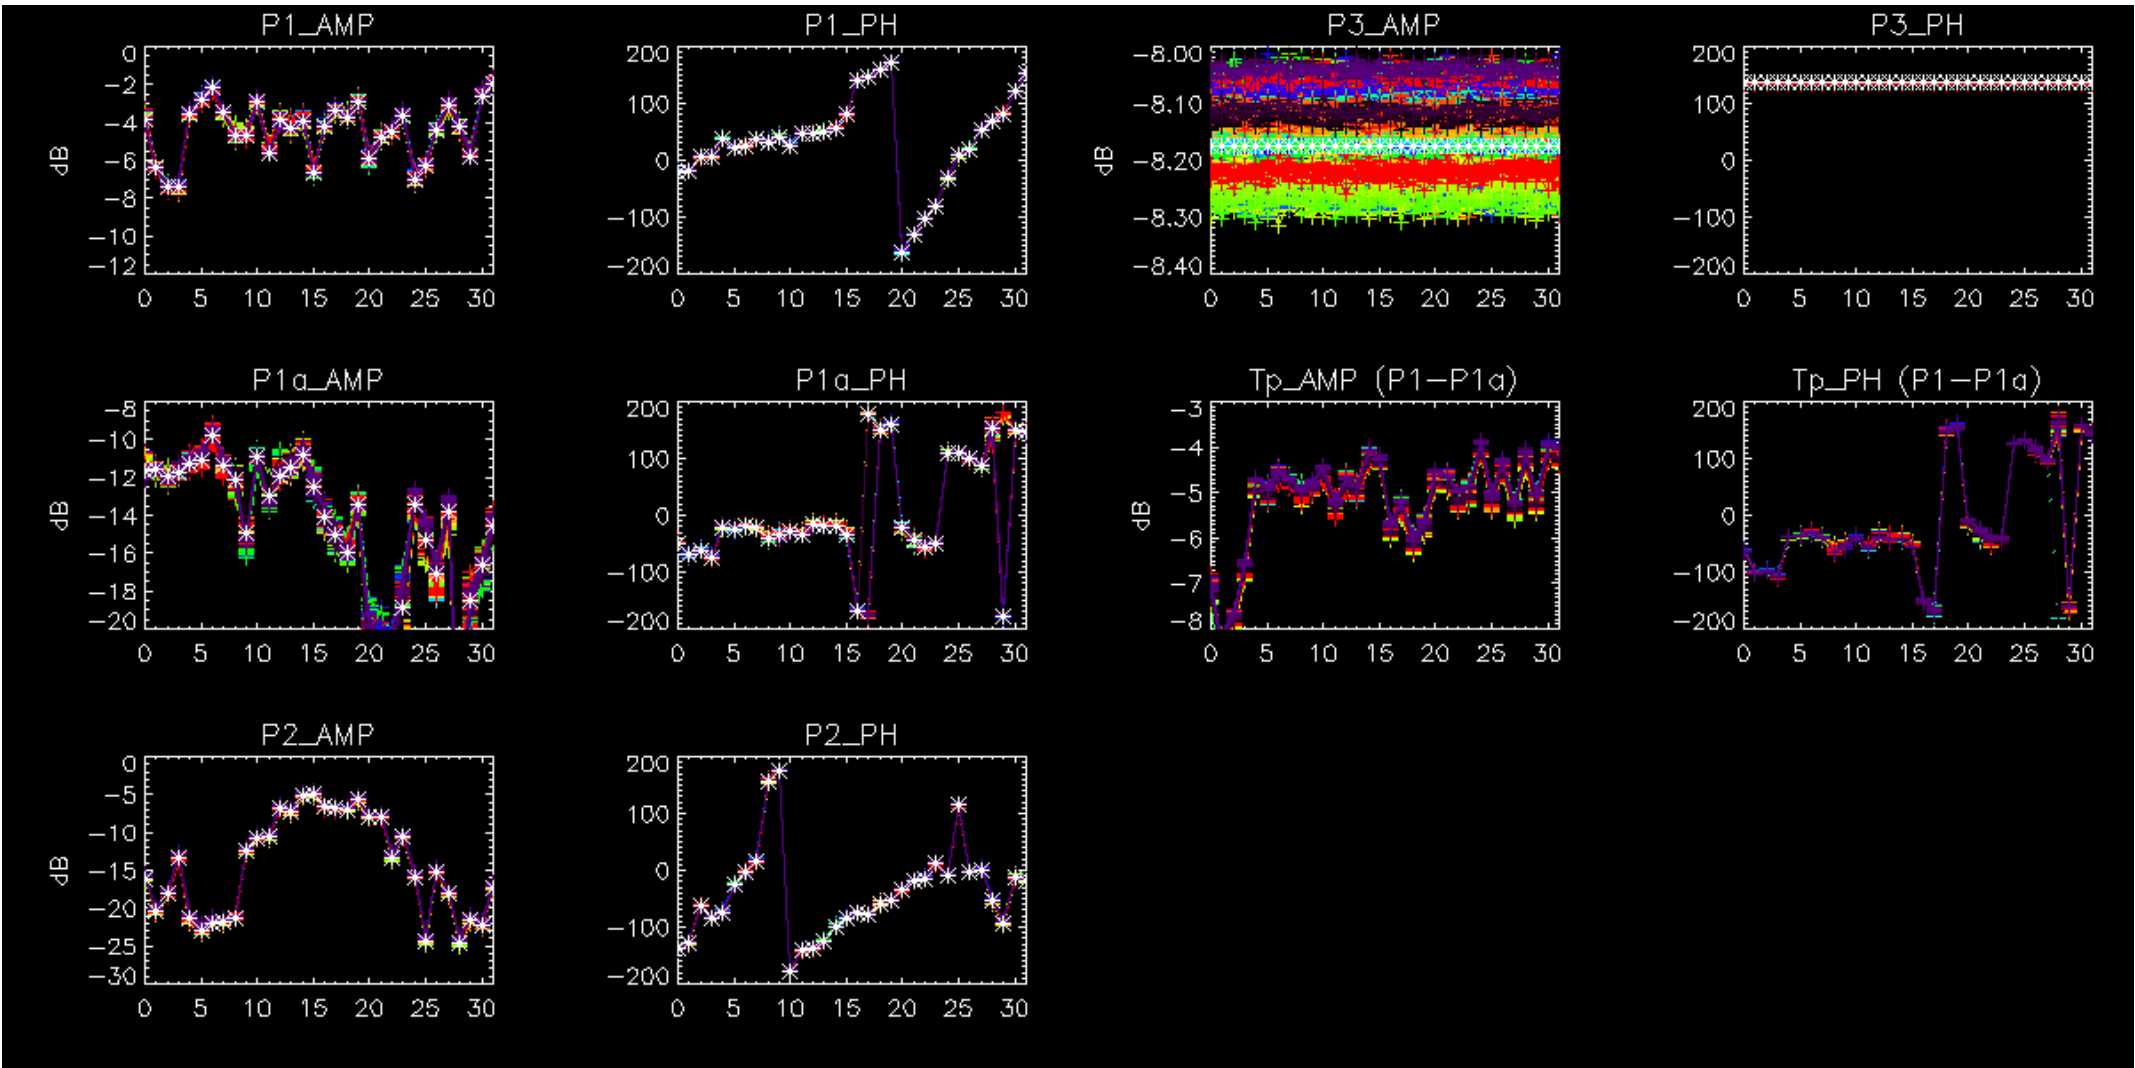 P1_AMP P1_PH P3_AMP P3_PH
0 200 -8.00 200
-2
-4 100 -8.10 100
dB -6 0 dB -8.20 0
-8
-10 -100 -8.30 -100
-12 -200 -8.40 -200
0 5 10 15 20 25 30 0 5 10 15 20 25 30 0 5 10 15 20 25 30 0 5 10 15 20 25 30
P1a_AMP P1a_PH Tp_AMP (P1-P1a) Tp_PH (P1-P1a)
-8 200 -3 200
-10 100 -4 100
-12
dB -14 0 dB -5 0
-16 -100 -6 -100
-18 -7
-20 -200 -8 -200
0 5 10 15 20 25 30 0 5 10 15 20 25 30 0 5 10 15 20 25 30 0 5 10 15 20 25 30
P2_AMP P2_PH
0 200
-5 100
-10
dB -15 0
-20 -100
-25
-30 -200
0 5 10 15 20 25 30 0 5 10 15 20 25 30